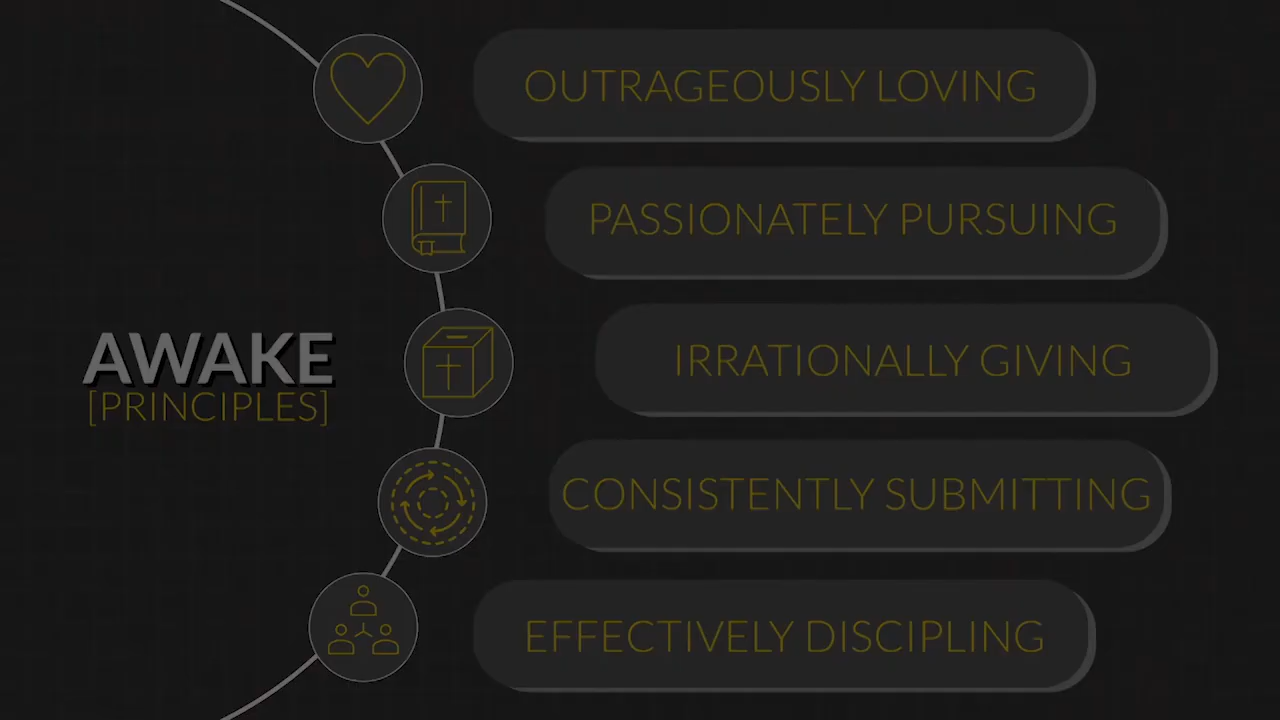 AWAKE
[PRINCIPLES]
OUTRAGEOUSLY LOVING
PASSIONATELY PURSUING
IRRATIONALLY GIVING
CONSISTENTLY SUBMITTING
EFFECTIVELY DISCIPLING